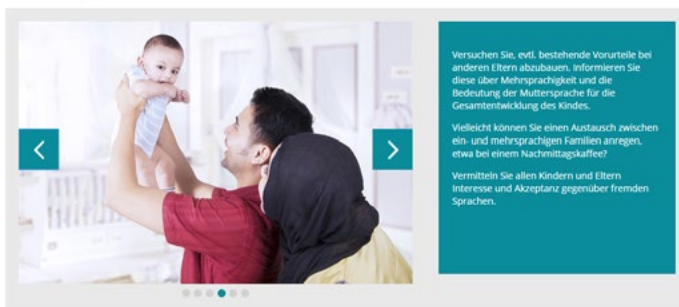 Versuchen Sie, evtl. bestehende Vorurteile bei
anderen Eltern abzubauen. Informieren Sie
diese über Mehrsprachigkeit und die
Bedeutung der Muttersprache für die
Gesamtentwicklung des Kindes.
Vielleicht können Sie einen Austausch zwischen
ein- und mehrsprachigen Familien anregen,
etwa bei einem Nachmittagskaffee?
Vermitteln Sie allen Kindern und Eltern
Interesse und Akzeptanz gegenüber fremden
Sprachen.